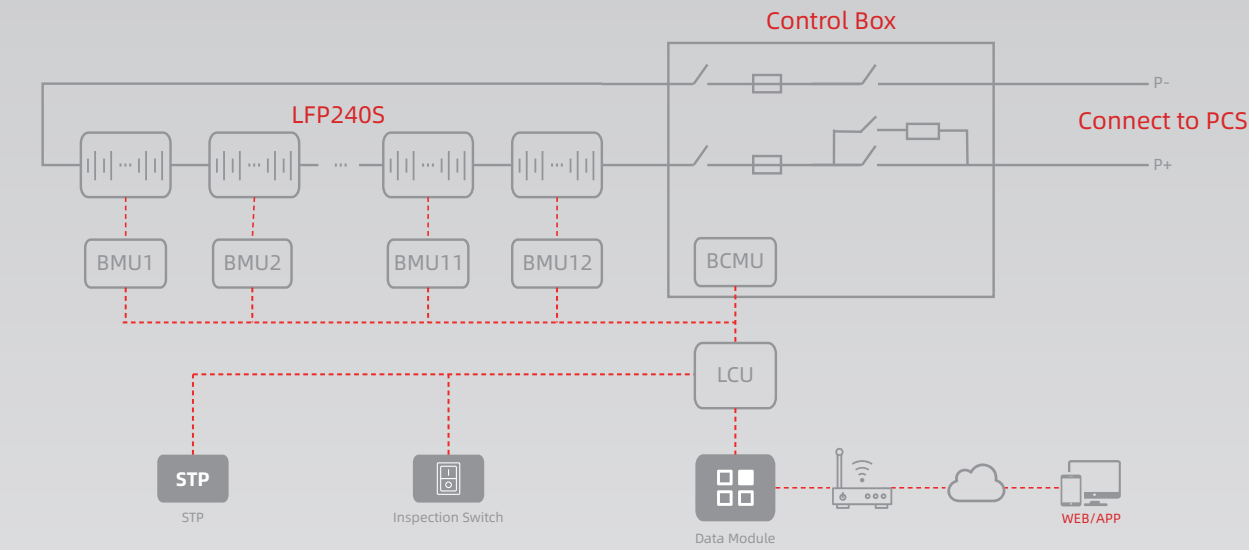 Control Box
P-
LFP240S
Connect to PCS
P+
BMU1
BMU2
BMU11
BMU12
BCMU
LCU
STP
STP
Inspection Switch
Data Module
WEB/APP